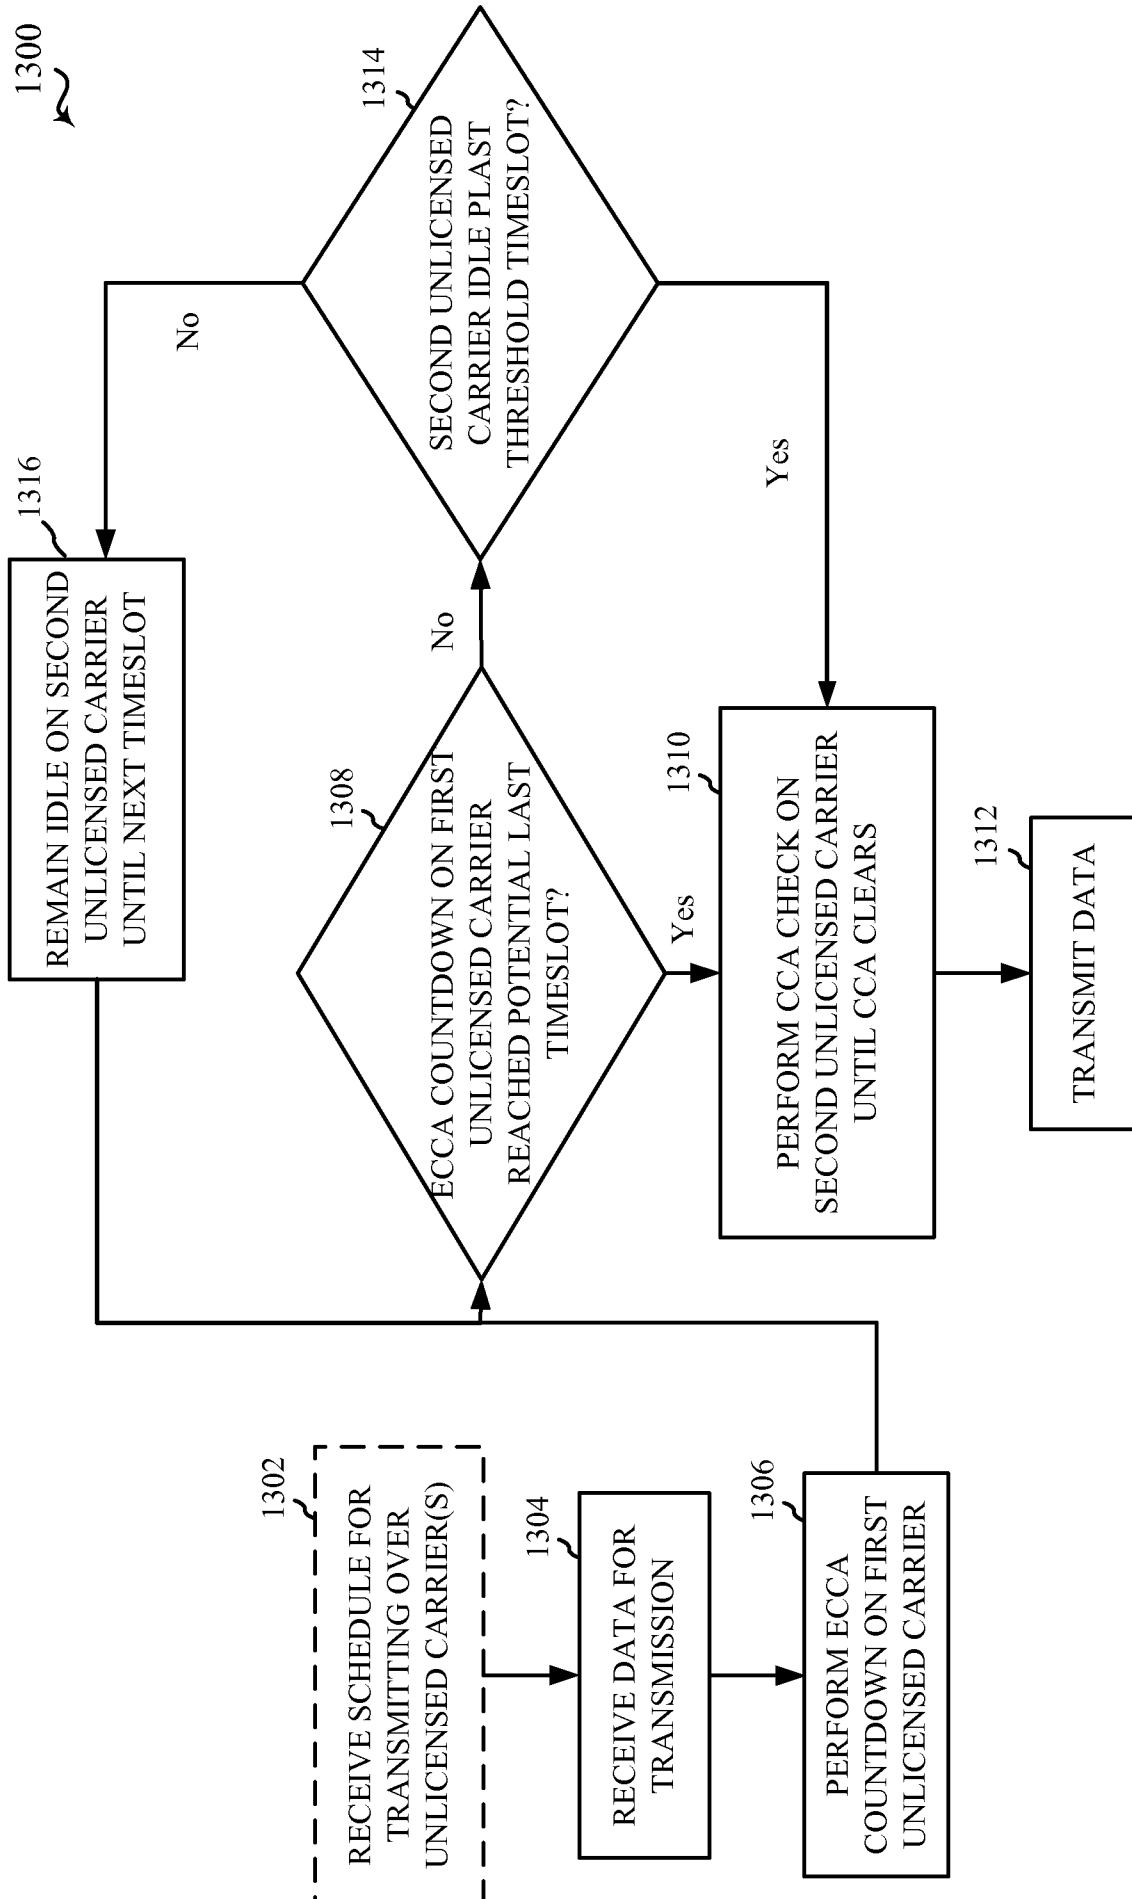 1300
1302
RECEIVE SCHEDULE FOR
TRANSMITTING OVER
UNLICENSED CARRIER(S)
1304
RECEIVE DATA FOR
TRANSMISSION
1306
PERFORM ECCA
COUNTDOWN ON FIRST
UNLICENSED CARRIER
1308
ECCA COUNTDOWN ON FIRST
UNLICENSED CARRIER
REACHED POTENTIAL LAST
TIMESLOT?
Yes
No
1310
PERFORM CCA CHECK ON
SECOND UNLICENSED CARRIER
UNTIL CCA CLEARS
1312
TRANSMIT DATA
1314
SECOND UNLICENSED
CARRIER IDLE PLAST
THRESHOLD TIMESLOT?
Yes
No
1316
REMAIN IDLE ON SECOND
UNLICENSED CARRIER
UNTIL NEXT TIMESLOT